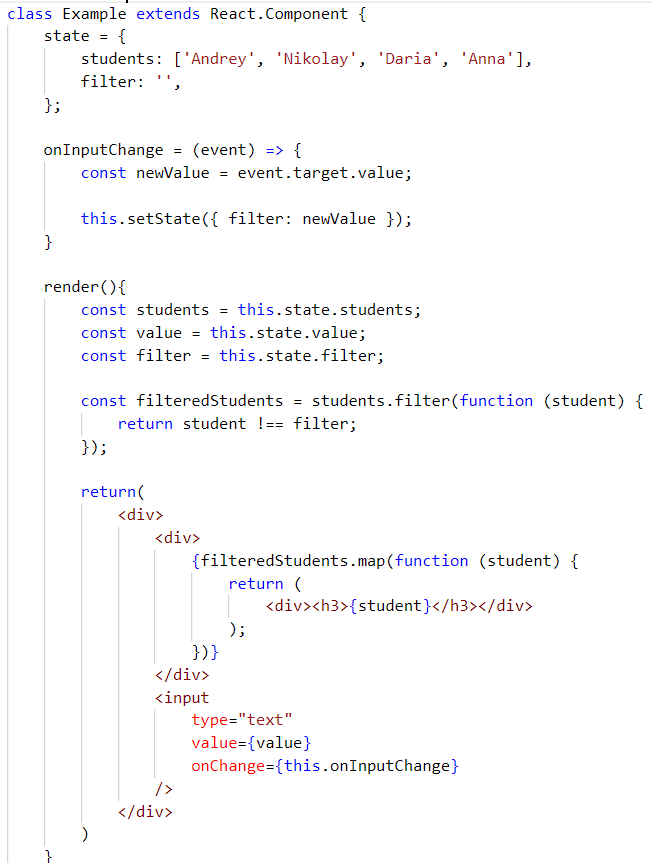 class Example extends React.Component {
    state = {
        students: ['Andrey', 'Nikolay', 'Daria', 'Anna'],
        filter: '',
    };

    onInputChange = (event) => {
        const newValue = event.target.value;

        this.setState({ filter: newValue });
    }

    render(){
        const students = this.state.students;
        const value = this.state.value;
        const filter = this.state.filter;

        const filteredStudents = students.filter(function (student) {
            return student !== filter;
        });

        return(
            <div>
                <div>
                    {filteredStudents.map(function (student) {
                        return (
                            <div><h3>{student}</h3></div>
                        );
                    })}
                </div>
                <input
                    type="text"
                    value={value}
                    onChange={this.onInputChange}
                />
            </div>
        )
    }